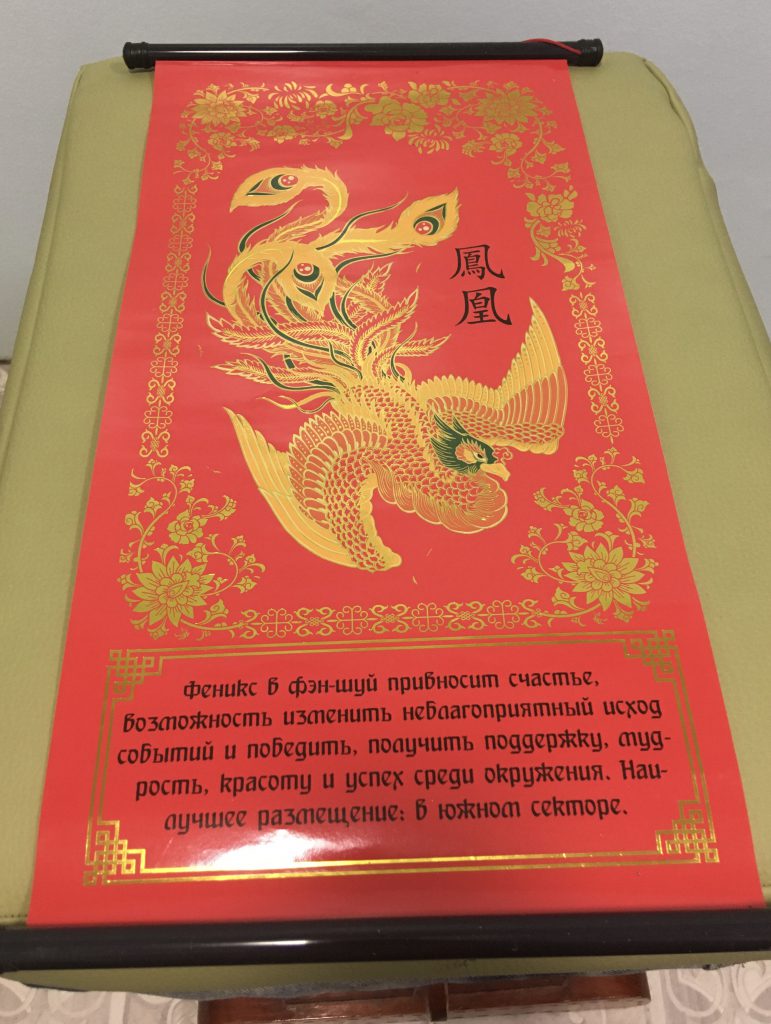 鳳
凰
Феникс в фэн-шуй привносит счастье,
возможность изменить неблагоприятный исход
событий и победить, получить поддержку, муд-
рость, красоту и успех среди окружения. Наи-
лучшее размещение: в южном секторе.